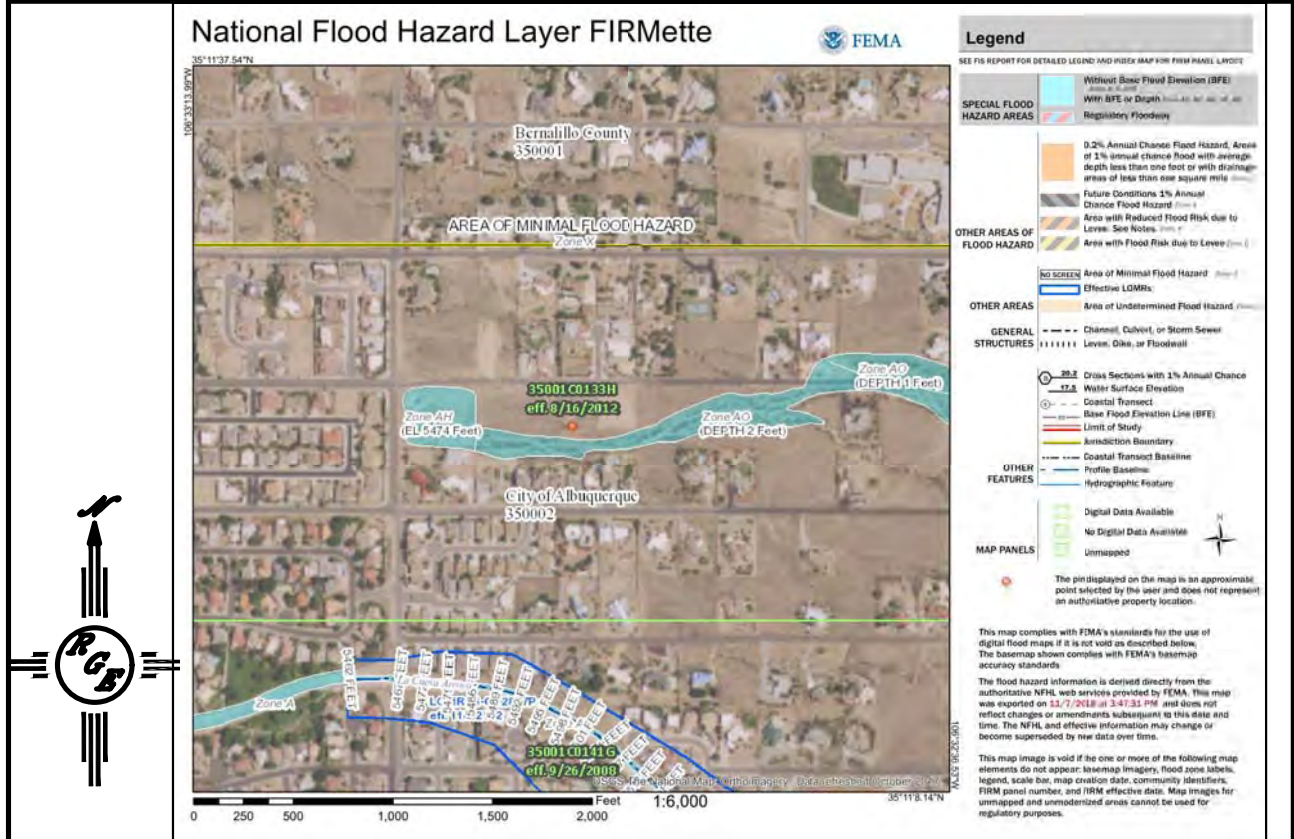 National Flood Hazard Layer FIRMette
FEMA
35°11'37.54"N
106°33'13.99"W
Bernalillo County
350001
AREA OF MINIMAL FLOOD HAZARD
Zone X
Zone AO
(DEPTH 1 Feet)
35001C0133H
eff. 8/16/2012
Zone AH
(EL 5474 Feet)
Zone AO
(DEPTH 2 Feet)
City of Albuquerque
350002
Zone A
5462 FEET
35001C0141G
eff. 9/26/2008
USGS The National Map: Orthoimagery. Data refreshed October
106°32'36.53"W
35°11'8.14"N
Feet
1:6,000
0
250
500
1,000
1,500
2,000
RGE
N
Legend
SEE FIS REPORT FOR DETAILED LEGEND AND INDEX MAP FOR FIRM PANEL LAYOUT
SPECIAL FLOOD
HAZARD AREAS
Without Base Flood Elevation (BFE)
With BFE or Depth
Regulatory Floodway
0.2% Annual Chance Flood Hazard, Areas
of 1% annual chance flood with average
depth less than one foot or with drainage
areas of less than one square mile
Future Conditions 1% Annual
Chance Flood Hazard
Area with Reduced Flood Risk due to
Levee. See Notes.
Area with Flood Risk due to Levee
OTHER AREAS OF
FLOOD HAZARD
NO SCREEN
Area of Minimal Flood Hazard
Effective LOMRs
OTHER AREAS
Area of Undetermined Flood Hazard
GENERAL
STRUCTURES
Channel, Culvert, or Storm Sewer
Levee, Dike, or Floodwall
20.2
Cross Sections with 1% Annual Chance
17.5
Water Surface Elevation
Coastal Transect
Base Flood Elevation Line (BFE)
Limit of Study
Jurisdiction Boundary
Coastal Transect Baseline
OTHER
FEATURES
Profile Baseline
Hydrographic Feature
Digital Data Available
No Digital Data Available
MAP PANELS
Unmapped
N
The pin displayed on the map is an approximate
point selected by the user and does not represent
an authoritative property location.
This map complies with FEMA's standards for the use of
digital flood maps if it is not void as described below.
The basemap shown complies with FEMA's basemap
accuracy standards
The flood hazard information is derived directly from the
authoritative NFHL web services provided by FEMA. This map
was exported on 11/7/2018 at 3:47:31 PM and does not
reflect changes or amendments subsequent to this date and
time. The NFHL and effective information may change or
become superseded by new data over time.
This map image is void if the one or more of the following map
elements do not appear: basemap imagery, flood zone labels,
legend, scale bar, map creation date, community identifiers,
FIRM panel number, and FIRM effective date. Map images for
unmapped and unmodernized areas cannot be used for
regulatory purposes.